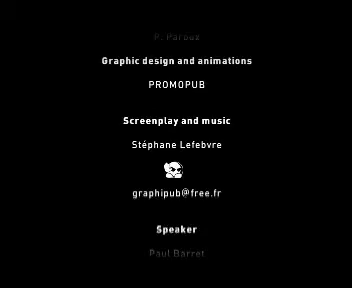 P. Paroux
Graphic design and animations
PROMOPUB
Screenplay and music
Stéphane Lefebvre
graphipub@free.fr
Speaker
Paul Barret